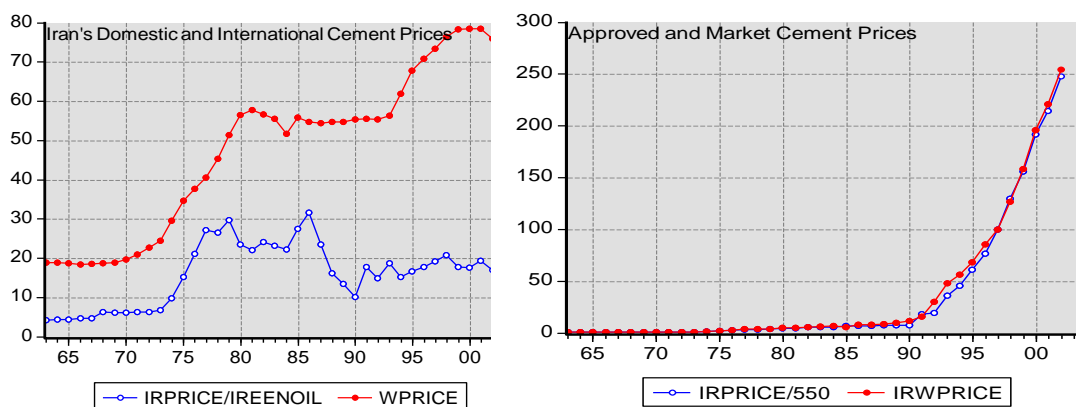 Iran's Domestic and International Cement Prices
80
70
60
50
40
30
20
10
0
65 70 75 80 85 90 95 00
IRPRICE/IREENOIL WPRICE
Approved and Market Cement Prices
300
250
200
150
100
50
0
65 70 75 80 85 90 95 00
IRPRICE/550 IRWPRICE